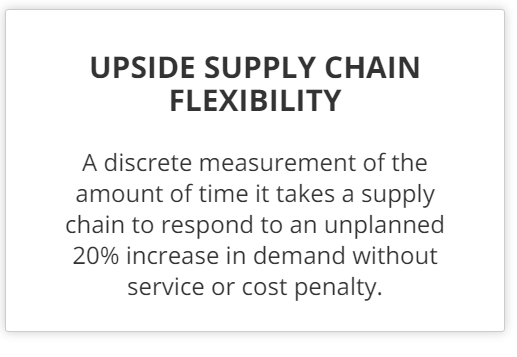 UPSIDE SUPPLY CHAIN
FLEXIBILITY
A discrete measurement of the
amount of time it takes a supply
chain to respond to an unplanned
20% increase in demand without
service or cost penalty.